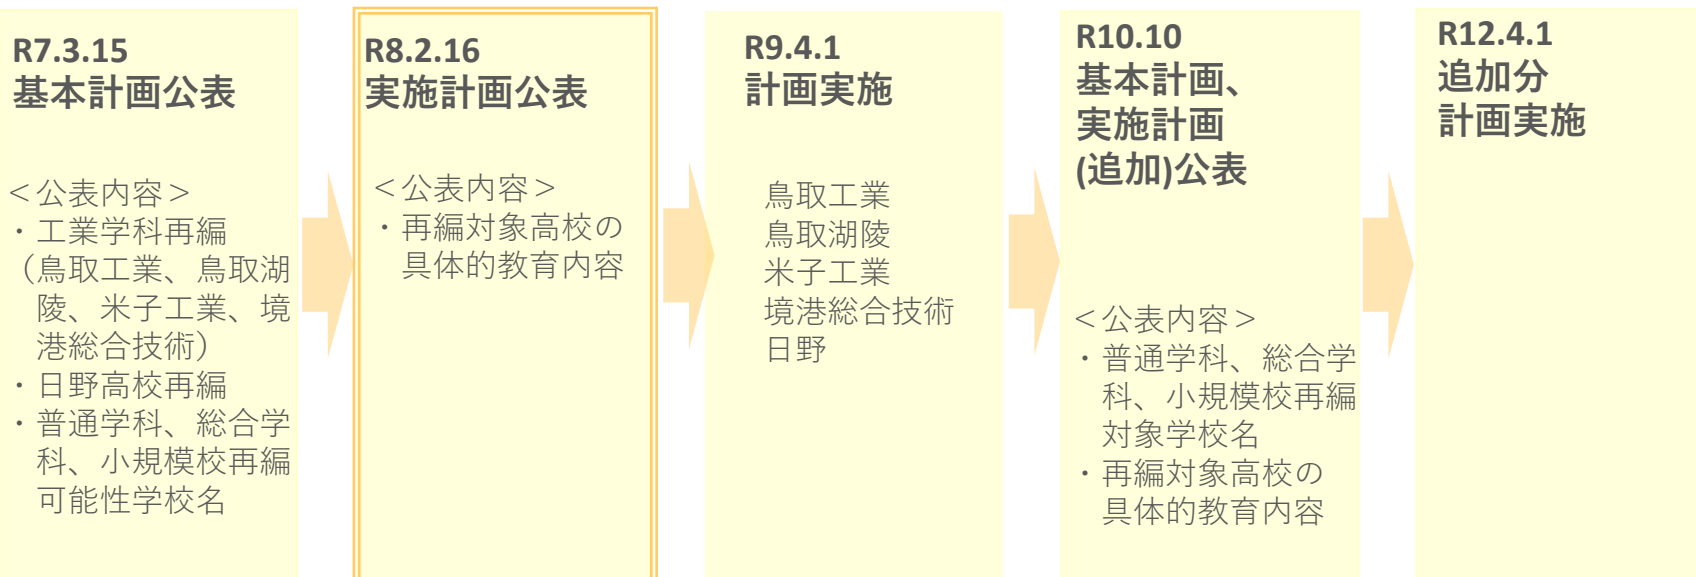 R7.3.15
基本計画公表
＜公表内容＞
・工業学科再編
（鳥取工業、鳥取湖
陵、米子工業、境
港総合技術）
・日野高校再編
・普通学科、総合学
科、小規模校再編
可能性学校名
R8.2.16
実施計画公表
＜公表内容＞
・再編対象高校の
具体的教育内容
R9.4.1
計画実施
鳥取工業
鳥取湖陵
米子工業
境港総合技術
日野
R10.10
基本計画、
実施計画
(追加)公表
＜公表内容＞
・普通学科、総合学
科、小規模校再編
対象学校名
・再編対象高校の
具体的教育内容
R12.4.1
追加分
計画実施